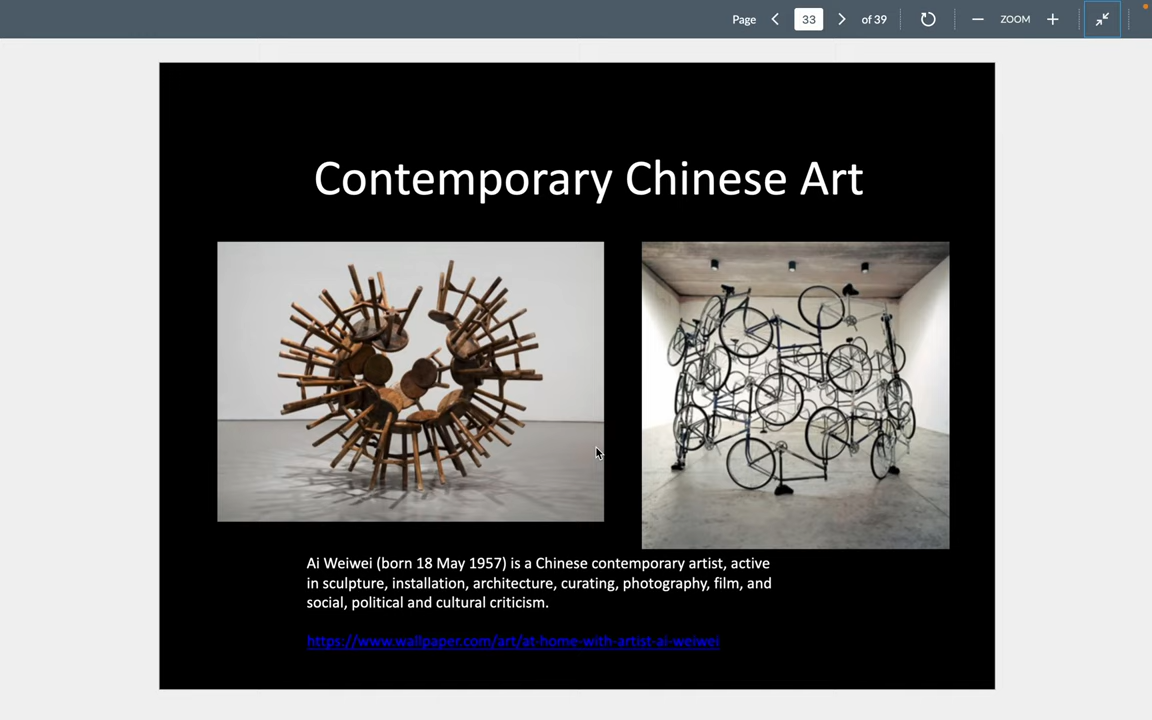 Page 33 of 39 ZOOM
Contemporary Chinese Art
Ai Weiwei (born 18 May 1957) is a Chinese contemporary artist, active
in sculpture, installation, architecture, curating, photography, film, and
social, political and cultural criticism.
https://www.wallpaper.com/art/at-home-with-artist-ai-weiwei